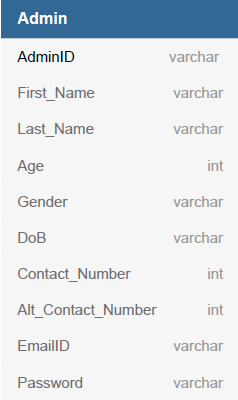 Admin
AdminID varchar
First_Name varchar
Last_Name varchar
Age int
Gender varchar
DoB varchar
Contact_Number int
Alt_Contact_Number int
EmailID varchar
Password varchar